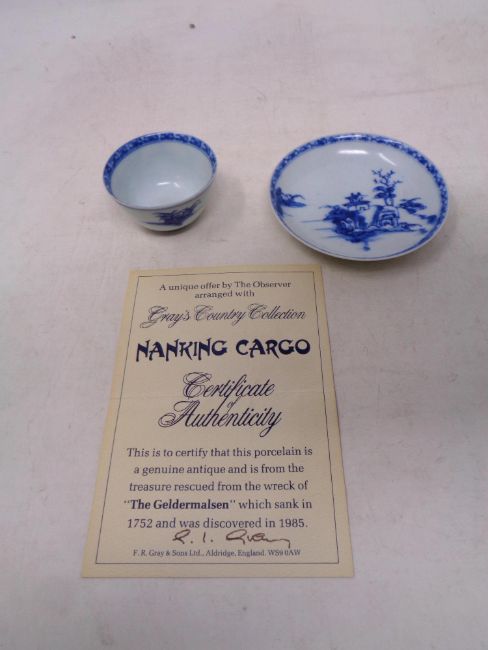 A unique offer by The Observer
arranged with
Gray's Country Collection
NANKING CARGO
Certificate
of
Authenticity
This is to certify that this porcelain is
a genuine antique and is from the
treasure rescued from the wreck of
"The Geldermalsen" which sank in
1752 and was discovered in 1985.
F. R. Gray & Sons Ltd., Aldridge, England. WS9 0AW